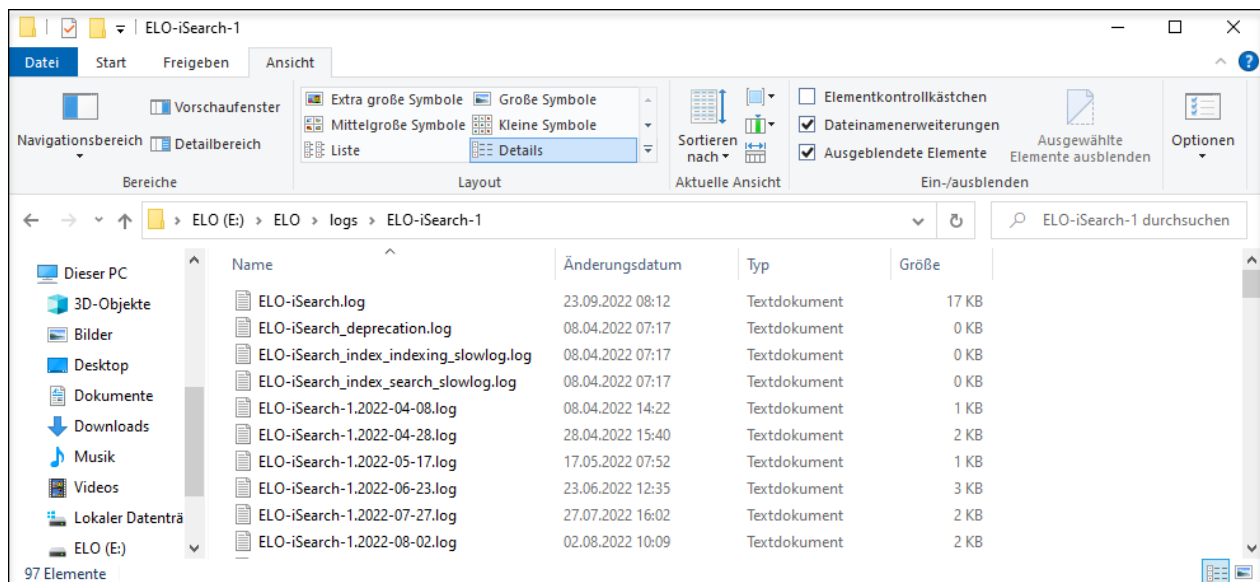 ELO-iSearch-1
Datei Start Freigeben Ansicht
Navigationsbereich
Vorschaufenster
Detailbereich
Bereiche
Extra große Symbole Große Symbole
Mittelgroße Symbole Kleine Symbole
Liste Details
Layout
Sortieren
nach
Aktuelle Ansicht
Elementkontrollkästchen
Dateinamenerweiterungen
Ausgeblendete Elemente
Ausgewählte
Elemente ausblenden
Ein-/ausblenden
Optionen
ELO (E:) > ELO > logs > ELO-iSearch-1
ELO-iSearch-1 durchsuchen
Dieser PC
3D-Objekte
Bilder
Desktop
Dokumente
Downloads
Musik
Videos
Lokaler Datenträ
ELO (E:)
Name Änderungsdatum Typ Größe
ELO-iSearch.log 23.09.2022 08:12 Textdokument 17 KB
ELO-iSearch_deprecation.log 08.04.2022 07:17 Textdokument 0 KB
ELO-iSearch_index_indexing_slowlog.log 08.04.2022 07:17 Textdokument 0 KB
ELO-iSearch_index_search_slowlog.log 08.04.2022 07:17 Textdokument 0 KB
ELO-iSearch-1.2022-04-08.log 08.04.2022 14:22 Textdokument 1 KB
ELO-iSearch-1.2022-04-28.log 28.04.2022 15:40 Textdokument 2 KB
ELO-iSearch-1.2022-05-17.log 17.05.2022 07:52 Textdokument 1 KB
ELO-iSearch-1.2022-06-23.log 23.06.2022 12:35 Textdokument 3 KB
ELO-iSearch-1.2022-07-27.log 27.07.2022 16:02 Textdokument 2 KB
ELO-iSearch-1.2022-08-02.log 02.08.2022 10:09 Textdokument 2 KB
97 Elemente